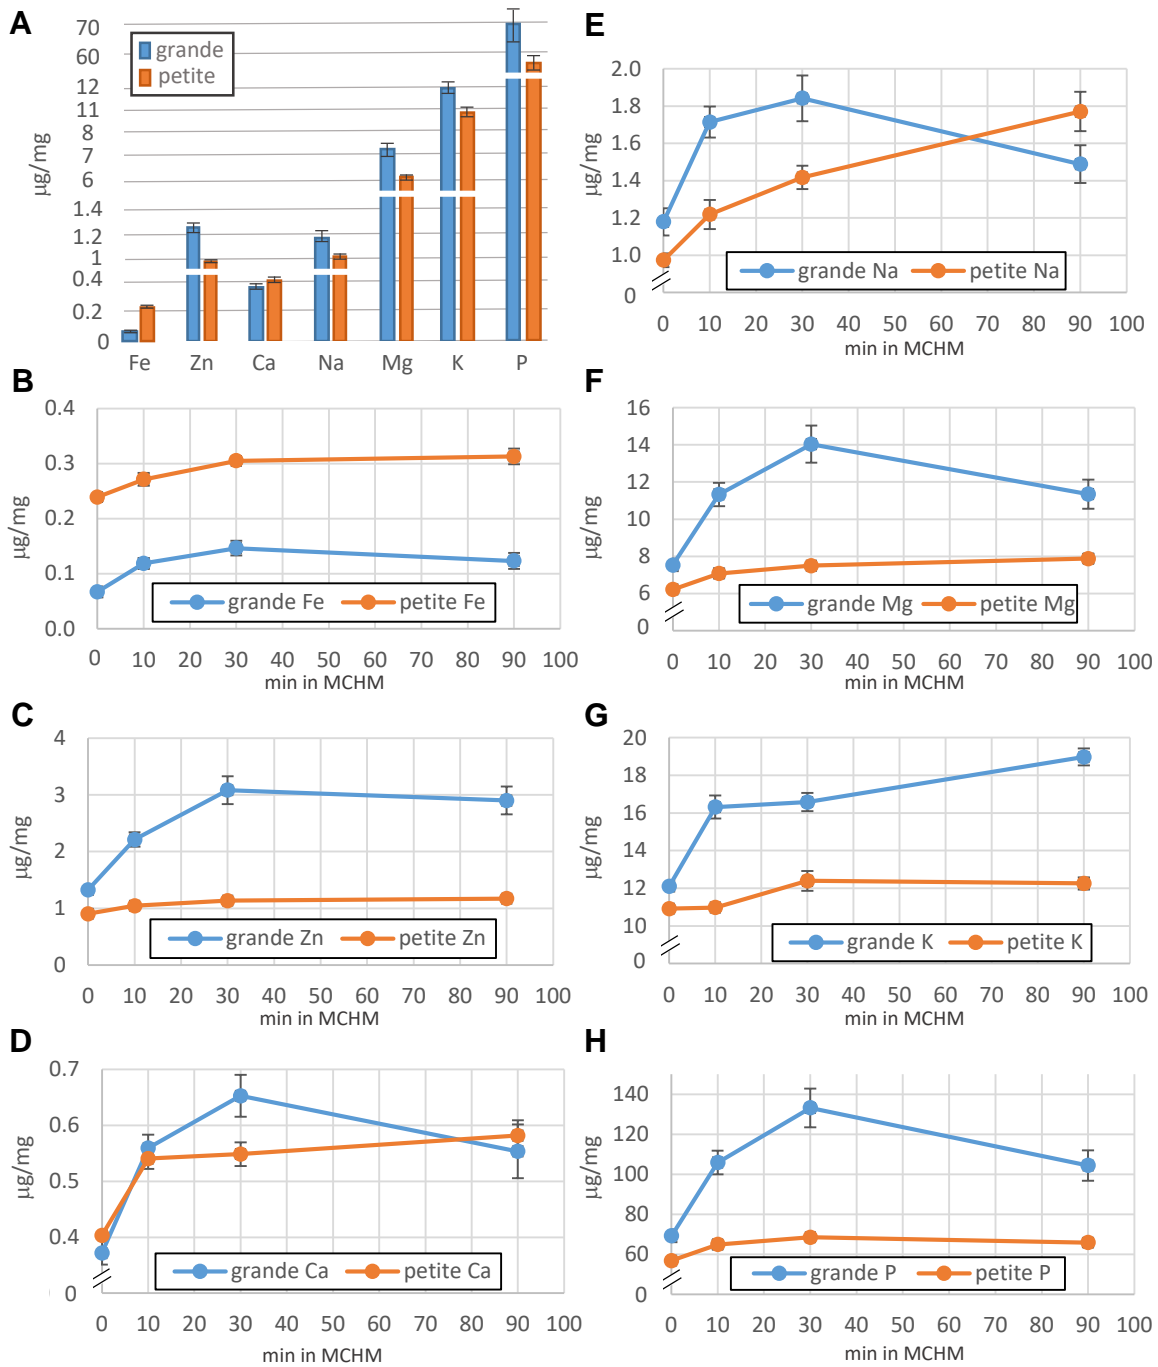 A
70
60
12
11
8
7
6
1.4
1.2
1
0.4
0.2
0
µg/mg
grande
petite
Fe Zn Ca Na Mg K P
B
0.4
0.3
0.2
0.1
0.0
µg/mg
grande Fe petite Fe
0 10 20 30 40 50 60 70 80 90 100
min in MCHM
C
4
3
2
1
0
µg/mg
grande Zn petite Zn
0 10 20 30 40 50 60 70 80 90 100
min in MCHM
D
0.7
0.6
0.5
0.4
0
µg/mg
grande Ca petite Ca
0 10 20 30 40 50 60 70 80 90 100
min in MCHM
E
2.0
1.8
1.6
1.4
1.2
1.0
0
µg/mg
grande Na petite Na
0 10 20 30 40 50 60 70 80 90 100
min in MCHM
F
16
14
12
10
8
6
0
µg/mg
grande Mg petite Mg
0 10 20 30 40 50 60 70 80 90 100
min in MCHM
G
20
18
16
14
12
10
0
µg/mg
grande K petite K
0 10 20 30 40 50 60 70 80 90 100
min in MCHM
H
140
120
100
80
60
0
µg/mg
grande P petite P
0 10 20 30 40 50 60 70 80 90 100
min in MCHM